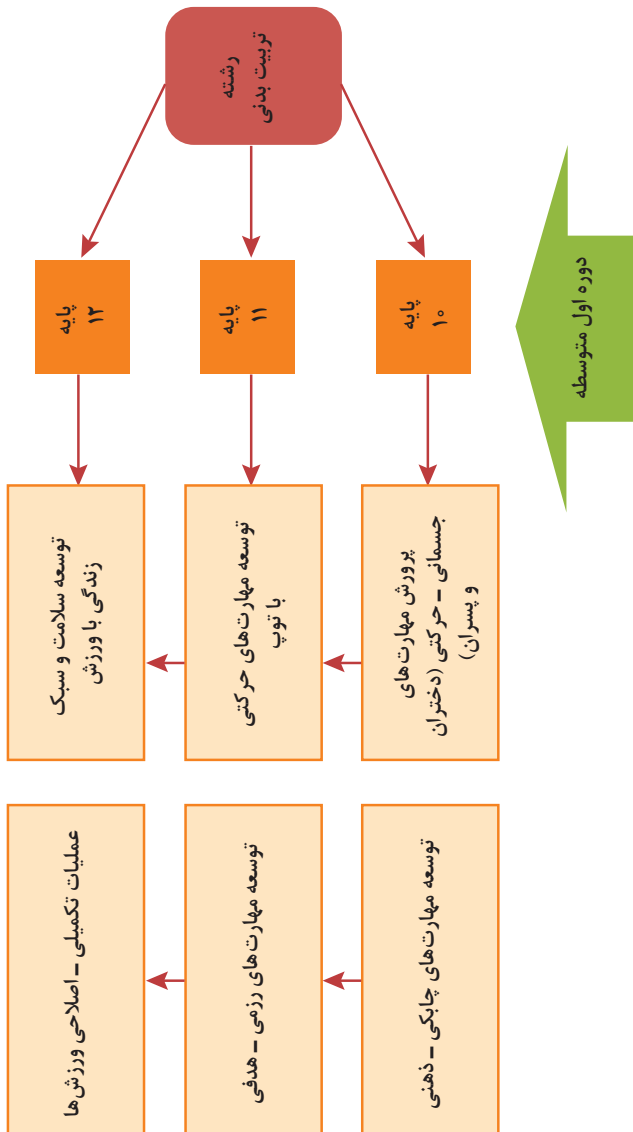 رشته
تربیت بدنی
دوره اول متوسطه
پایه
۱۰
پایه
۱۱
پایه
۱۲
پرورش مهارت‌های
جسمانی – حرکتی (دختران
و پسران)
توسعه مهارت‌های حرکتی
با توپ
توسعه سلامت و سبک
زندگی با ورزش
توسعه مهارت‌های چابکی – ذهنی
توسعه مهارت‌های رزمی – هدفی
عملیات تکمیلی – اصلاحی ورزش‌ها